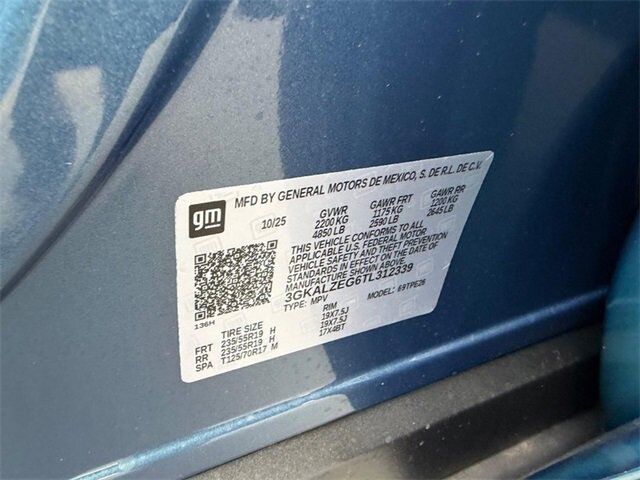 gm
MFD BY GENERAL MOTORS DE MEXICO, S. DE R.L. DE C.V.
10/25 GVWR GAWR FRT GAWR RR
2200 KG 1175 KG 1200 KG
4850 LB 2590 LB 2645 LB
THIS VEHICLE CONFORMS TO ALL
APPLICABLE U.S. FEDERAL MOTOR
VEHICLE SAFETY AND THEFT PREVENTION
STANDARDS IN EFFECT ON THE DATE OF
MANUFACTURE SHOWN ABOVE.
3GKALZEG6TL312339
TYPE: MPV MODEL: 69TPE26
136H
TIRE SIZE RIM
FRT 235/55R19 H 19X7.5J
RR 235/55R19 H 19X7.5J
SPA T125/70R17 M 17X4BT